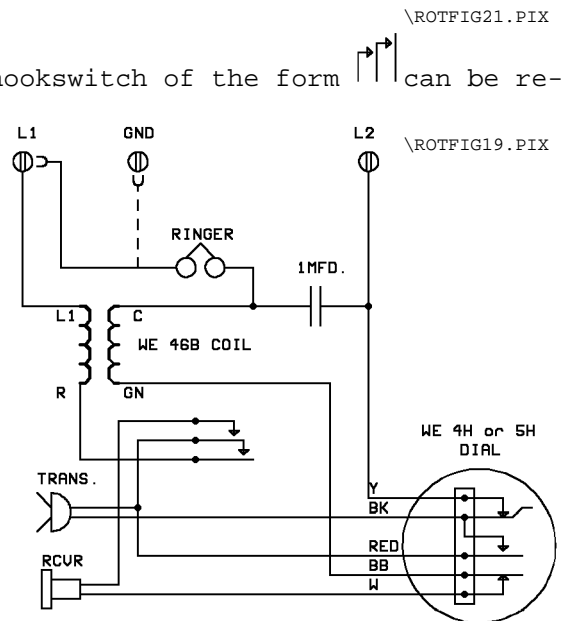 \ROTFIG21.PIX
hookswitch of the form can be re-
L1 GND L2 \ROTFIG19.PIX
RINGER
1MFD.
L1 C
WE 46B COIL
R GN
WE 4H or 5H
DIAL
TRANS.
Y
BK
RED
RCVR BB
W